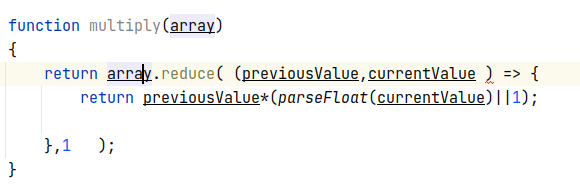 function multiply(array)
{
    return array.reduce( (previousValue,currentValue ) => {
        return previousValue*(parseFloat(currentValue)||1);
    },1   );
}